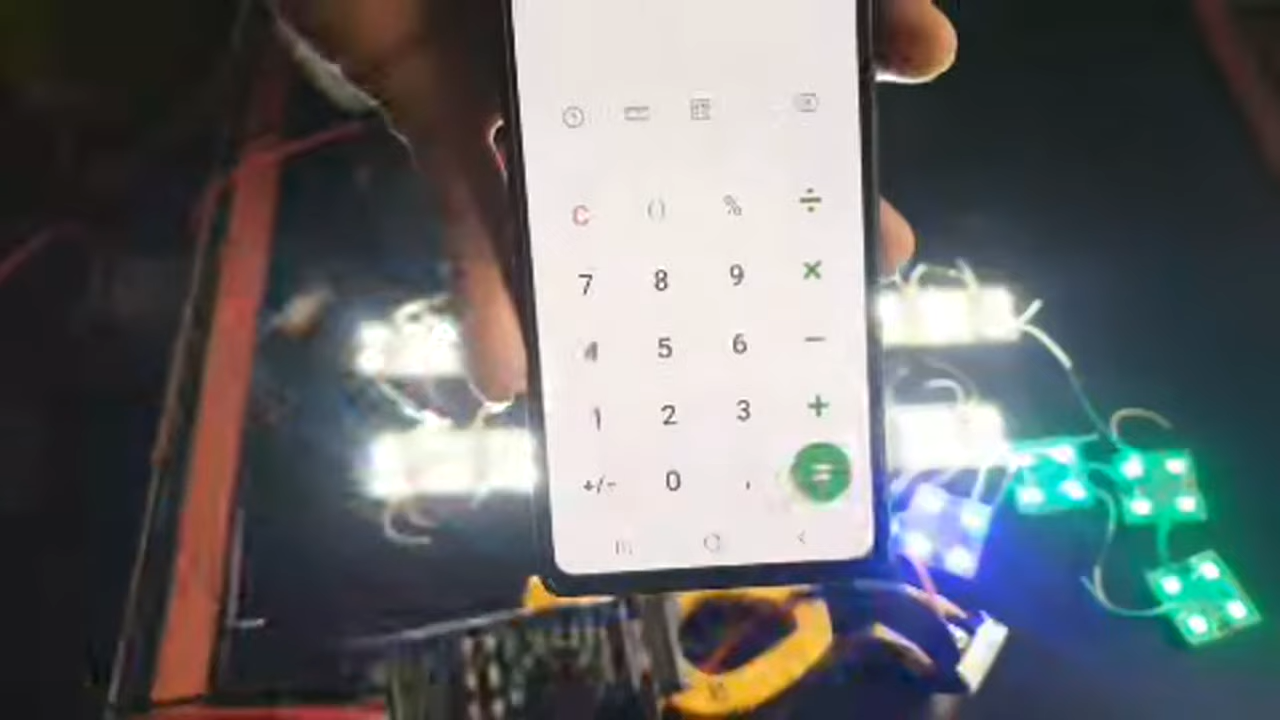 C () % ÷
7 8 9 ×
4 5 6 −
1 2 3 +
+/− 0 , =